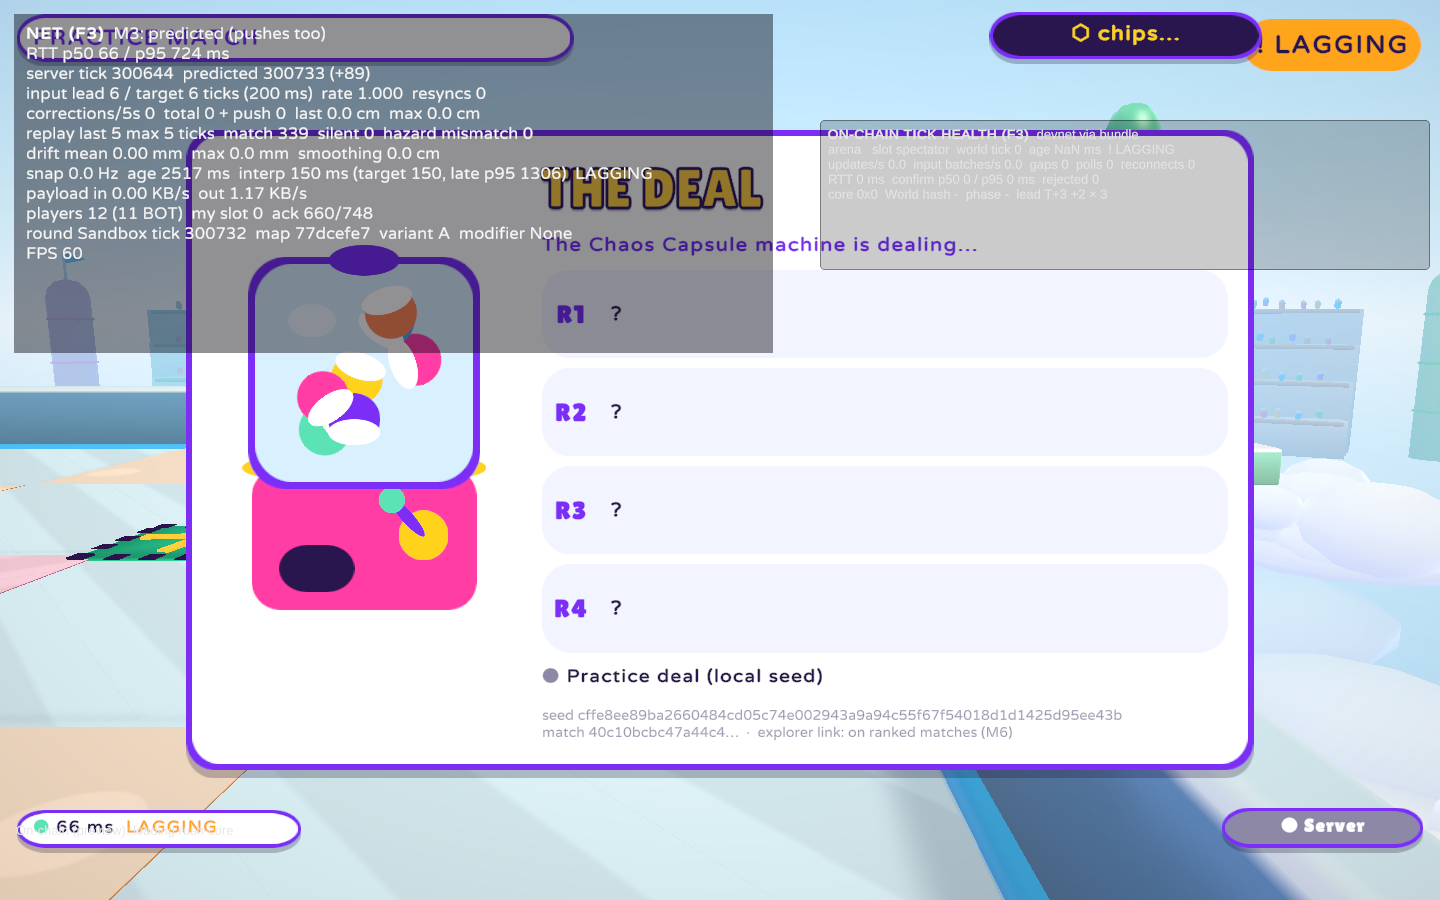 PRACTICE MATCH
NET (F3)  M3: predicted (pushes too)
RTT p50 66 / p95 724 ms
server tick 300644  predicted 300733 (+89)
input lead 6 / target 6 ticks (200 ms)  rate 1.000  resyncs 0
corrections/5s 0  total 0 + push 0  last 0.0 cm  max 0.0 cm
replay last 5 max 5 ticks  match 339  silent 0  hazard mismatch 0
drift mean 0.00 mm  max 0.0 mm  smoothing 0.0 cm
snap 0.0 Hz  age 2517 ms  interp 150 ms (target 150, late p95 1306)  LAGGING
payload in 0.00 KB/s  out 1.17 KB/s
players 12 (11 BOT)  my slot 0  ack 660/748
round Sandbox tick 300732  map 77dcefe7  variant A  modifier None
FPS 60
chips...
! LAGGING
ON-CHAIN TICK HEALTH (F3)  devnet via bundle
arena  slot spectator  world tick 0  age NaN ms  ! LAGGING
updates/s 0.0  input batches/s 0.0  gaps 0  polls 0  reconnects 0
RTT 0 ms  confirm p50 0 / p95 0 ms  rejected 0
core 0x0  World hash -  phase -  lead T+3 +2 × 3
THE DEAL
The Chaos Capsule machine is dealing...
R1 ?
R2 ?
R3 ?
R4 ?
Practice deal (local seed)
seed cffe8ee89ba2660484cd05c74e002943a9a94c55f67f54018d1d1425d95ee43b
match 40c10bcbc47a44c4… · explorer link: on ranked matches (M6)
66 ms LAGGING
Server